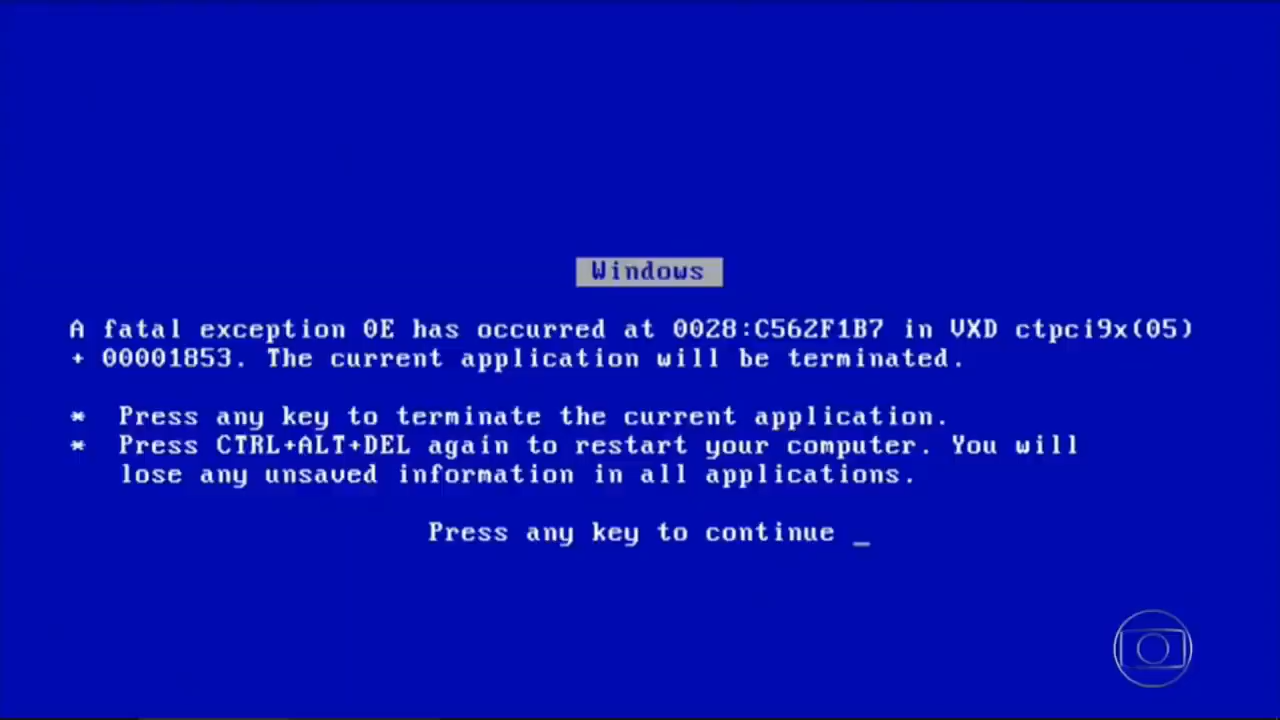 Windows
A fatal exception 0E has occurred at 0028:C562F1B7 in VXD ctpci9x(05)
+ 00001853. The current application will be terminated.
* Press any key to terminate the current application.
* Press CTRL+ALT+DEL again to restart your computer. You will
lose any unsaved information in all applications.
Press any key to continue _